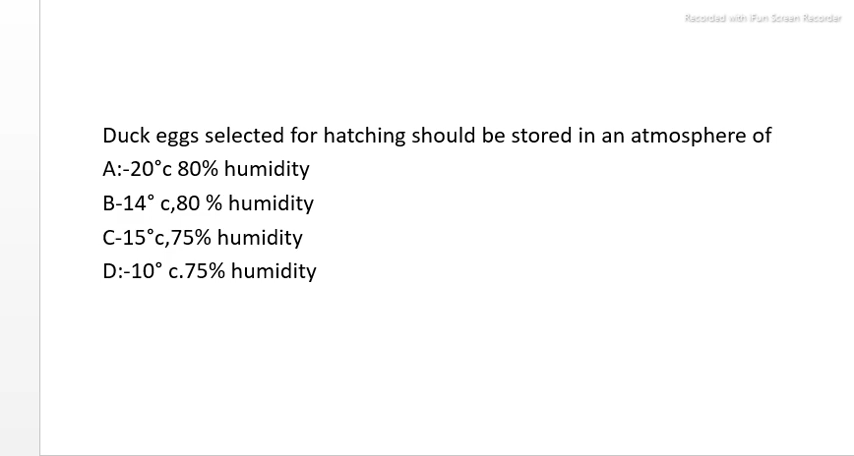 Recorded with iFun Screen Recorder
Duck eggs selected for hatching should be stored in an atmosphere of
A:-20°c 80% humidity
B-14° c,80 % humidity
C-15°c,75% humidity
D:-10° c.75% humidity